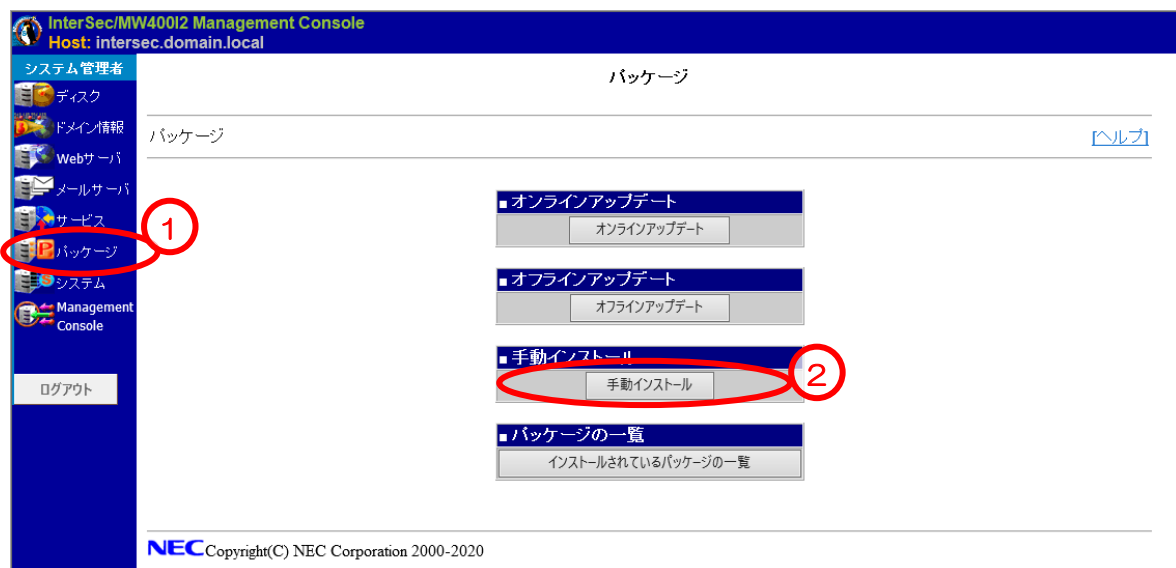 InterSec/MW400I2 Management Console
Host: intersec.domain.local
システム管理者
ディスク
ドメイン情報
Webサーバ
メールサーバ
サービス
パッケージ
システム
Management
Console
ログアウト
1
パッケージ
パッケージ
[ヘルプ]
■オンラインアップデート
オンラインアップデート
■オフラインアップデート
オフラインアップデート
■手動インストール
手動インストール
2
■パッケージの一覧
インストールされているパッケージの一覧
NEC Copyright(C) NEC Corporation 2000-2020